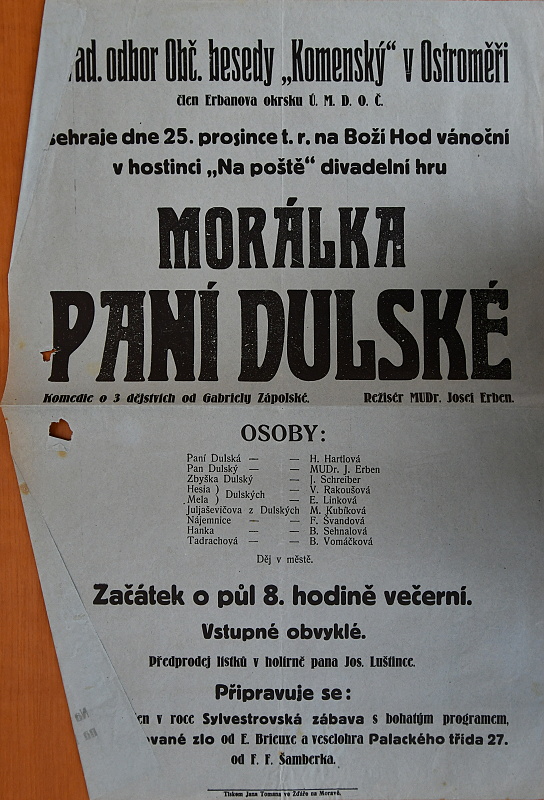 ad. odbor Obč. besedy „Komenský“ v Ostroměři
člen Erbanova okrsku Ú. M. D. O. Č.
sehraje dne 25. prosince t. r. na Boží Hod vánoční
v hostinci „Na poště“ divadelní hru
MORÁLKA
PANÍ DULSKÉ
Komedie o 3 dějstvích od Gabriely Zápolské. Režisér MUDr. Josef Erben.
OSOBY:
Paní Dulská — — H. Hartlová
Pan Dulský — — MUDr. J. Erben
Zbyška Dulský — J. Schreiber
Hesia ) Dulských — V. Rakoušová
Mela ) — E. Linková
Juljaševičova z Dulských M. Kubíková
Nájemnice — — F. Švandová
Hanka — — B. Sehnalová
Tadrachová — — B. Vomáčková
Děj v městě.
Začátek o půl 8. hodině večerní.
Vstupné obvyklé.
Předprodej lístků v holírně pana Jos. Luštince.
Připravuje se:
en v roce Sylvestrovská zábava s bohatým programem,
ované zlo od E. Brieuxe a veselohra Palackého třída 27.
od F. F. Šamberka.
Tiskem Jana Tomana ve Žďáře na Moravě.